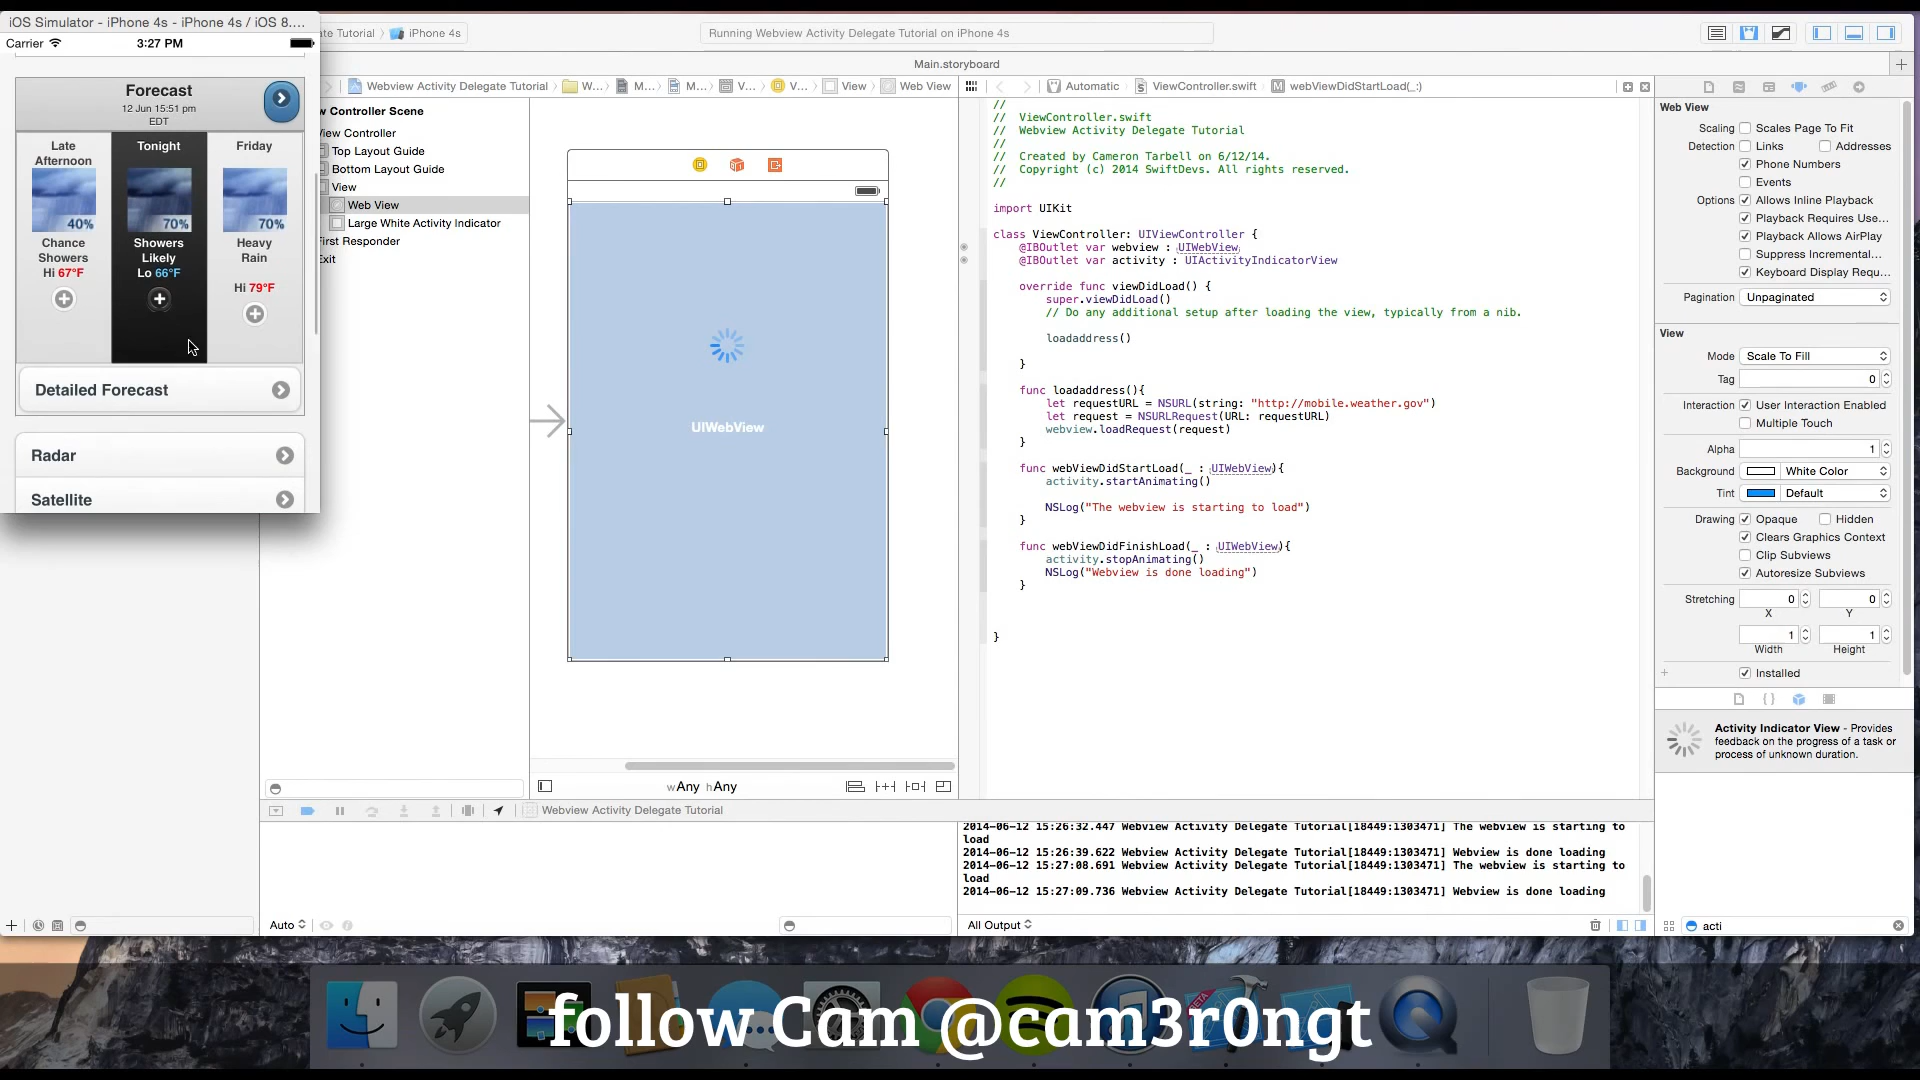 iOS Simulator - iPhone 4s - iPhone 4s / iOS 8....
Carrier 3:27 PM
Forecast
12 Jun 15:51 pm
EDT
Late
Afternoon
40%
Chance
Showers
Hi 67°F
Tonight
70%
Showers
Likely
Lo 66°F
Friday
70%
Heavy
Rain
Hi 79°F
Detailed Forecast
Radar
Satellite
te Tutorial iPhone 4s
Running Webview Activity Delegate Tutorial on iPhone 4s
Main.storyboard
Webview Activity Delegate Tutorial W... M... M... V... V... View Web View
Automatic ViewController.swift webViewDidStartLoad(_:)
w Controller Scene
View Controller
Top Layout Guide
Bottom Layout Guide
View
Web View
Large White Activity Indicator
First Responder
Exit
UIWebView
wAny hAny
//
// ViewController.swift
// Webview Activity Delegate Tutorial
//
// Created by Cameron Tarbell on 6/12/14.
// Copyright (c) 2014 SwiftDevs. All rights reserved.
//
import UIKit
class ViewController: UIViewController {
@IBOutlet var webview : UIWebView
@IBOutlet var activity : UIActivityIndicatorView
override func viewDidLoad() {
super.viewDidLoad()
// Do any additional setup after loading the view, typically from a nib.
loadaddress()
}
func loadaddress(){
let requestURL = NSURL(string: "http://mobile.weather.gov")
let request = NSURLRequest(URL: requestURL)
webview.loadRequest(request)
}
func webViewDidStartLoad(_ : UIWebView){
activity.startAnimating()
NSLog("The webview is starting to load")
}
func webViewDidFinishLoad(_ : UIWebView){
activity.stopAnimating()
NSLog("Webview is done loading")
}
}
Web View
Scaling Scales Page To Fit
Detection Links Addresses
Phone Numbers
Events
Options Allows Inline Playback
Playback Requires Use...
Playback Allows AirPlay
Suppress Incremental...
Keyboard Display Requ...
Pagination Unpaginated
View
Mode Scale To Fill
Tag 0
Interaction User Interaction Enabled
Multiple Touch
Alpha 1
Background White Color
Tint Default
Drawing Opaque Hidden
Clears Graphics Context
Clip Subviews
Autoresize Subviews
Stretching 0 0
X Y
1 1
Width Height
+ Installed
{ }
Activity Indicator View - Provides
feedback on the progress of a task or
process of unknown duration.
Webview Activity Delegate Tutorial
2014-06-12 15:26:32.447 Webview Activity Delegate Tutorial[18449:1303471] The webview is starting to
load
2014-06-12 15:26:39.622 Webview Activity Delegate Tutorial[18449:1303471] Webview is done loading
2014-06-12 15:27:08.691 Webview Activity Delegate Tutorial[18449:1303471] The webview is starting to
load
2014-06-12 15:27:09.736 Webview Activity Delegate Tutorial[18449:1303471] Webview is done loading
Auto
All Output
acti
follow Cam @cam3r0ngt